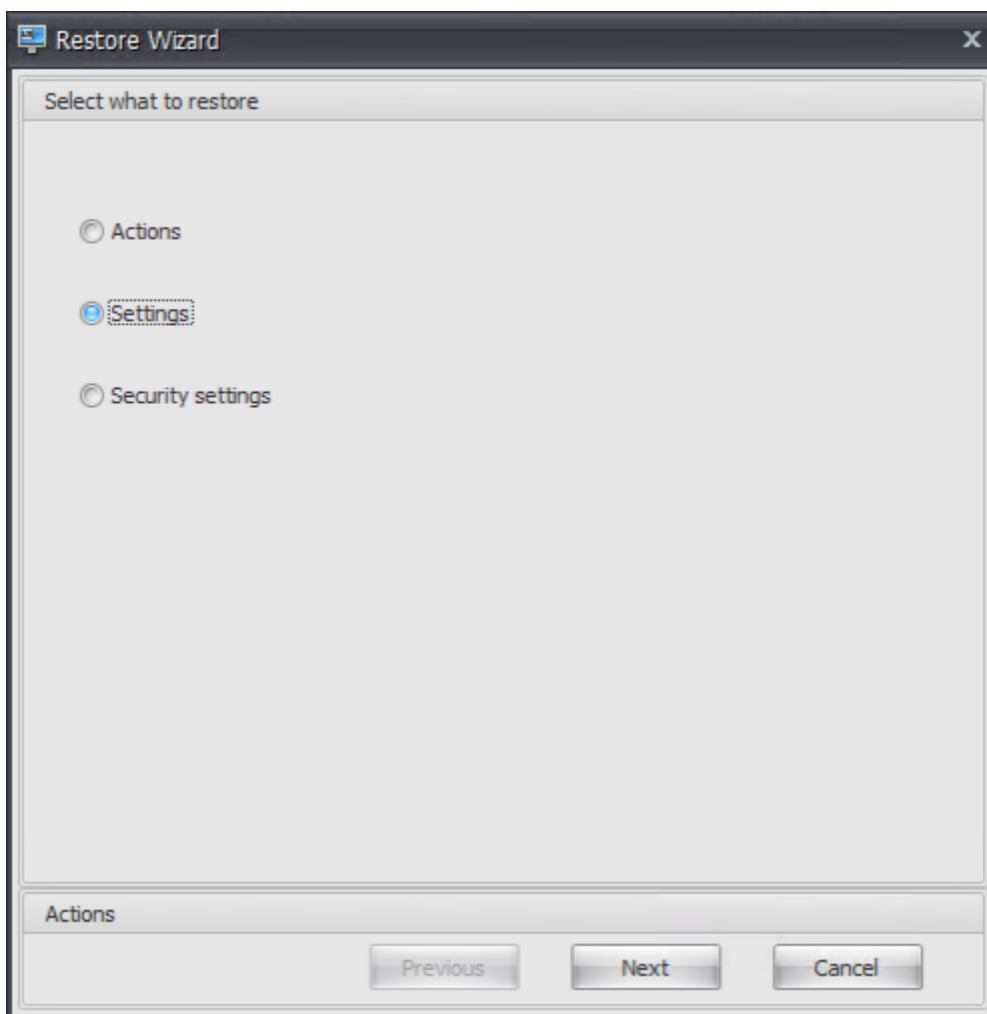 Restore Wizard
Select what to restore
Actions
Settings
Security settings
Actions
Previous Next Cancel